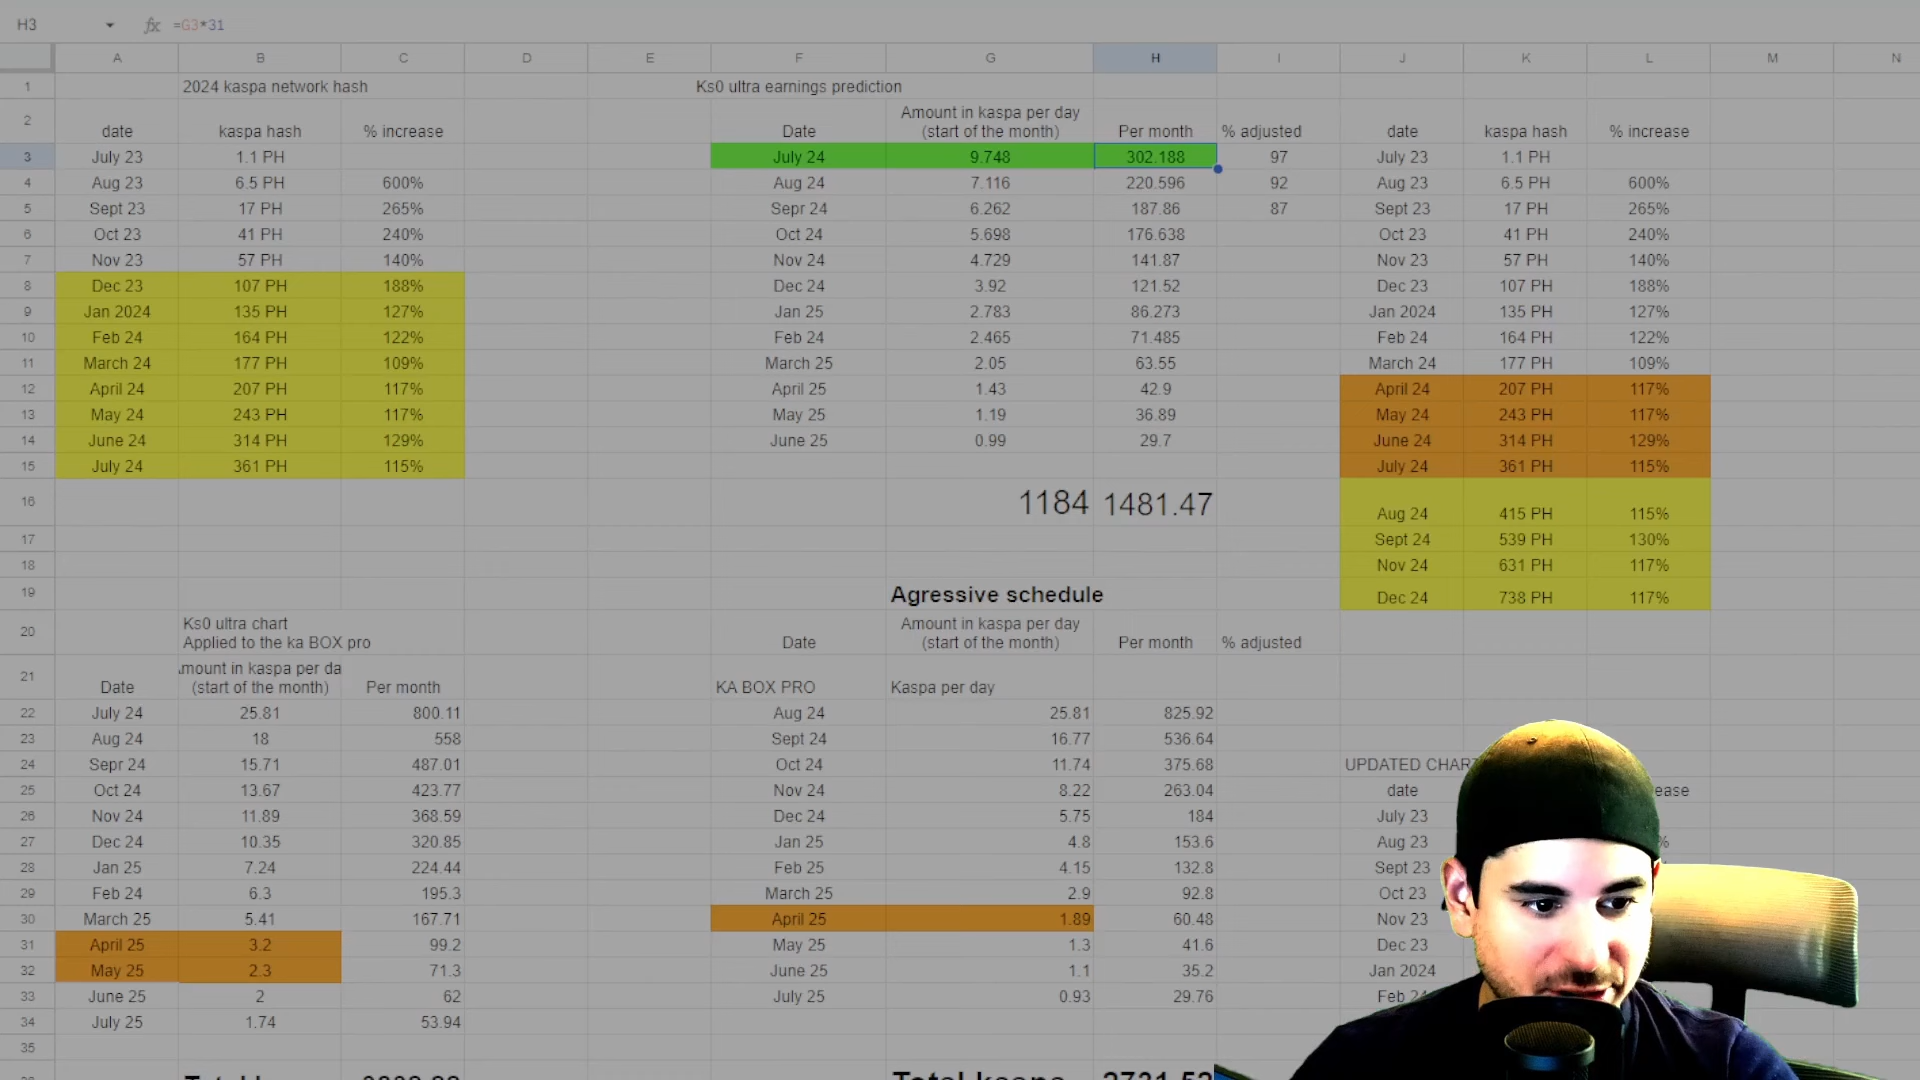 H3 fx =G3*31
A B C D E F G H I J K L M N
1 2024 kaspa network hash Ks0 ultra earnings prediction
Amount in kaspa per day
2 date kaspa hash % increase Date (start of the month) Per month % adjusted date kaspa hash % increase
3 July 23 1.1 PH July 24 9.748 302.188 97 July 23 1.1 PH
4 Aug 23 6.5 PH 600% Aug 24 7.116 220.596 92 Aug 23 6.5 PH 600%
5 Sept 23 17 PH 265% Sepr 24 6.262 187.86 87 Sept 23 17 PH 265%
6 Oct 23 41 PH 240% Oct 24 5.698 176.638 Oct 23 41 PH 240%
7 Nov 23 57 PH 140% Nov 24 4.729 141.87 Nov 23 57 PH 140%
8 Dec 23 107 PH 188% Dec 24 3.92 121.52 Dec 23 107 PH 188%
9 Jan 2024 135 PH 127% Jan 25 2.783 86.273 Jan 2024 135 PH 127%
10 Feb 24 164 PH 122% Feb 24 2.465 71.485 Feb 24 164 PH 122%
11 March 24 177 PH 109% March 25 2.05 63.55 March 24 177 PH 109%
12 April 24 207 PH 117% April 25 1.43 42.9 April 24 207 PH 117%
13 May 24 243 PH 117% May 25 1.19 36.89 May 24 243 PH 117%
14 June 24 314 PH 129% June 25 0.99 29.7 June 24 314 PH 129%
15 July 24 361 PH 115% July 24 361 PH 115%
16 1184 1481.47 Aug 24 415 PH 115%
17 Sept 24 539 PH 130%
18 Nov 24 631 PH 117%
19 Agressive schedule Dec 24 738 PH 117%
Ks0 ultra chart Amount in kaspa per day
20 Applied to the ka BOX pro Date (start of the month) Per month % adjusted
mount in kaspa per da
21 Date (start of the month) Per month KA BOX PRO Kaspa per day
22 July 24 25.81 800.11 Aug 24 25.81 825.92
23 Aug 24 18 558 Sept 24 16.77 536.64
24 Sepr 24 15.71 487.01 Oct 24 11.74 375.68 UPDATED CHAR
25 Oct 24 13.67 423.77 Nov 24 8.22 263.04 date ease
26 Nov 24 11.89 368.59 Dec 24 5.75 184 July 23
27 Dec 24 10.35 320.85 Jan 25 4.8 153.6 Aug 23 %
28 Jan 25 7.24 224.44 Feb 25 4.15 132.8 Sept 23
29 Feb 24 6.3 195.3 March 25 2.9 92.8 Oct 23
30 March 25 5.41 167.71 April 25 1.89 60.48 Nov 23
31 April 25 3.2 99.2 May 25 1.3 41.6 Dec 23
32 May 25 2.3 71.3 June 25 1.1 35.2 Jan 2024
33 June 25 2 62 July 25 0.93 29.76 Feb 24
34 July 25 1.74 53.94
35
Total kaspa 2731.52